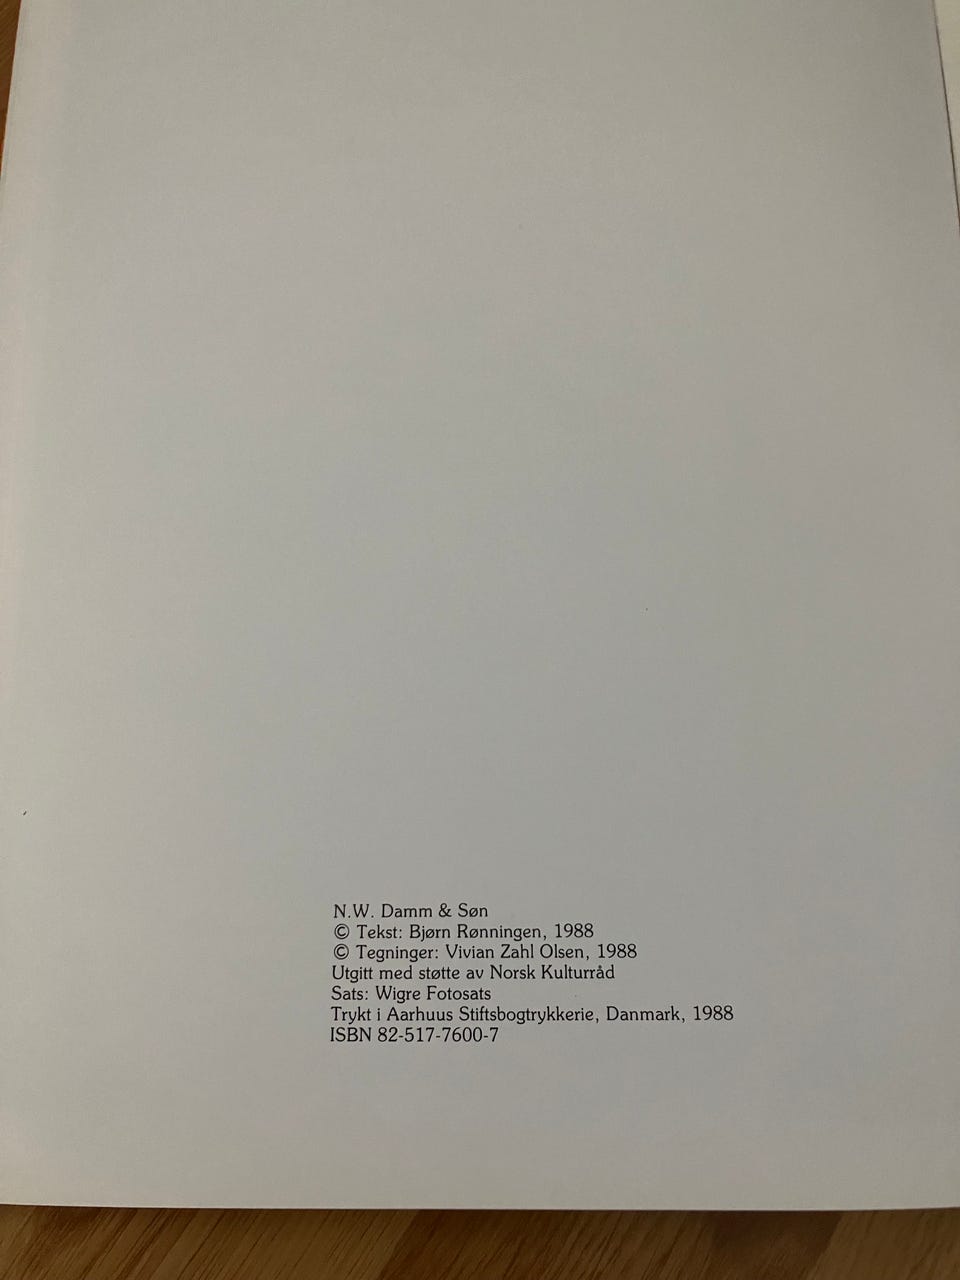 N.W. Damm & Søn
© Tekst: Bjørn Rønningen, 1988
© Tegninger: Vivian Zahl Olsen, 1988
Utgitt med støtte av Norsk Kulturråd
Sats: Wigre Fotosats
Trykt i Aarhuus Stiftsbogtrykkerie, Danmark, 1988
ISBN 82-517-7600-7